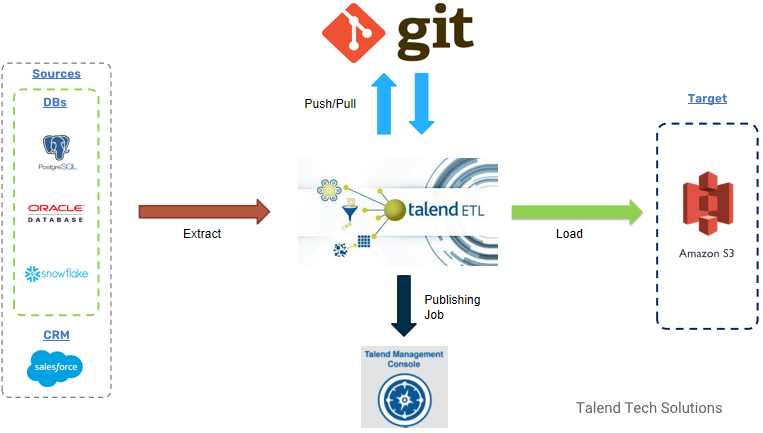 git
Sources
DBs
Push/Pull
Target
PostgreSQL
ORACLE
DATABASE
talend ETL
Extract
Load
Amazon S3
snowflake
Publishing
Job
CRM
salesforce
Talend Management
Console
Talend Tech Solutions